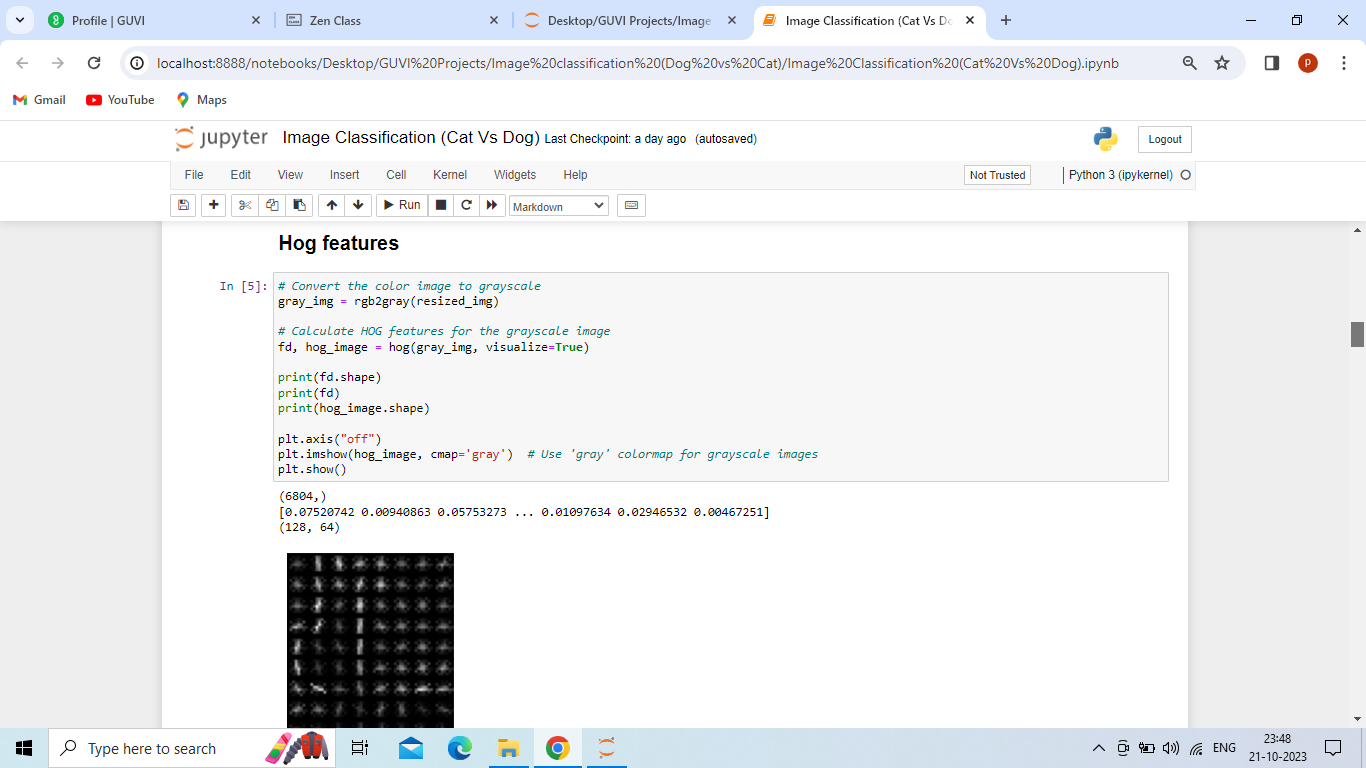 Profile | GUVI
Zen Class
Desktop/GUVI Projects/Image
Image Classification (Cat Vs Do
localhost:8888/notebooks/Desktop/GUVI%20Projects/Image%20classification%20(Dog%20vs%20Cat)/Image%20Classification%20(Cat%20Vs%20Dog).ipynb
P
Gmail YouTube Maps
jupyter Image Classification (Cat Vs Dog) Last Checkpoint: a day ago (autosaved) Logout
File Edit View Insert Cell Kernel Widgets Help Not Trusted Python 3 (ipykernel)
Run Markdown
Hog features
In [5]: # Convert the color image to grayscale
gray_img = rgb2gray(resized_img)
# Calculate HOG features for the grayscale image
fd, hog_image = hog(gray_img, visualize=True)
print(fd.shape)
print(fd)
print(hog_image.shape)
plt.axis("off")
plt.imshow(hog_image, cmap='gray')  # Use 'gray' colormap for grayscale images
plt.show()
(6804,)
[0.07520742 0.00940863 0.05753273 ... 0.01097634 0.02946532 0.00467251]
(128, 64)
Type here to search
ENG
23:48
21-10-2023